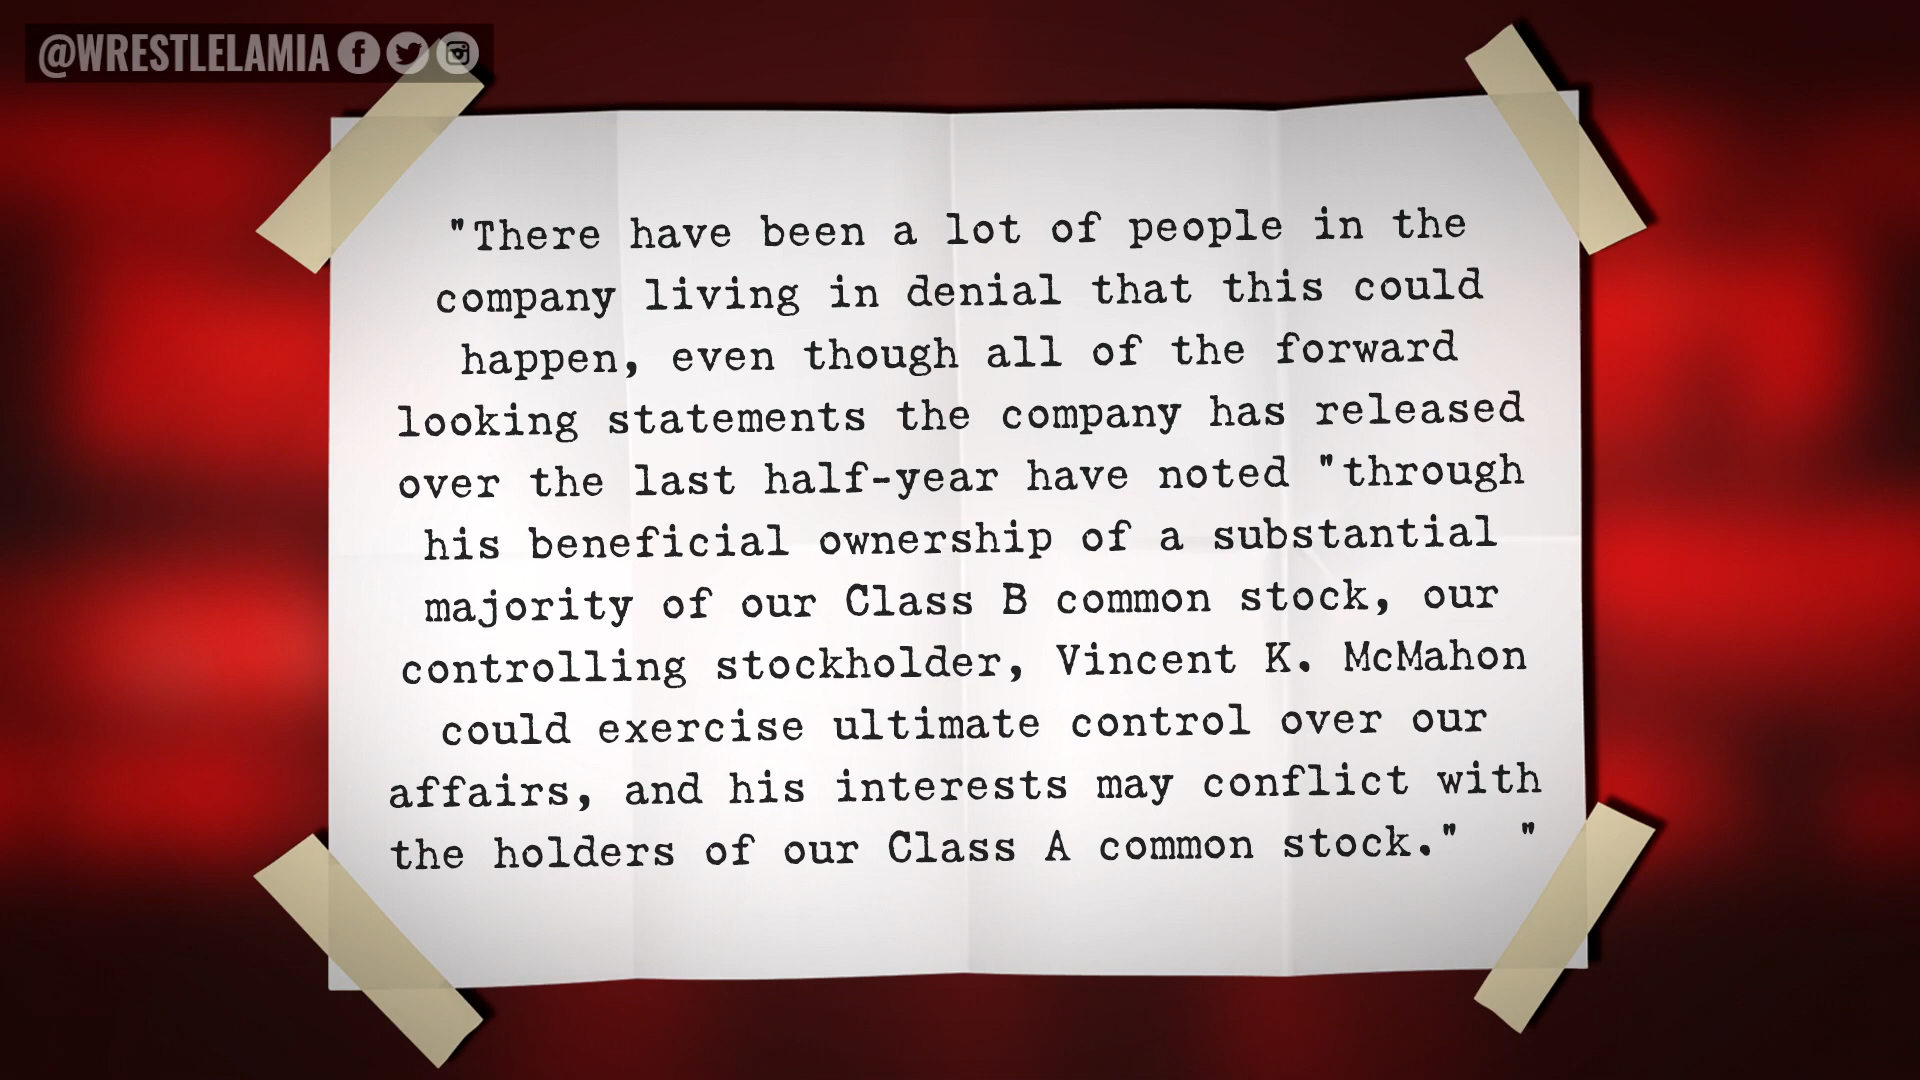 @WRESTLELAMIA
"There have been a lot of people in the
company living in denial that this could
happen, even though all of the forward
looking statements the company has released
over the last half-year have noted "through
his beneficial ownership of a substantial
majority of our Class B common stock, our
controlling stockholder, Vincent K. McMahon
could exercise ultimate control over our
affairs, and his interests may conflict with
the holders of our Class A common stock." "